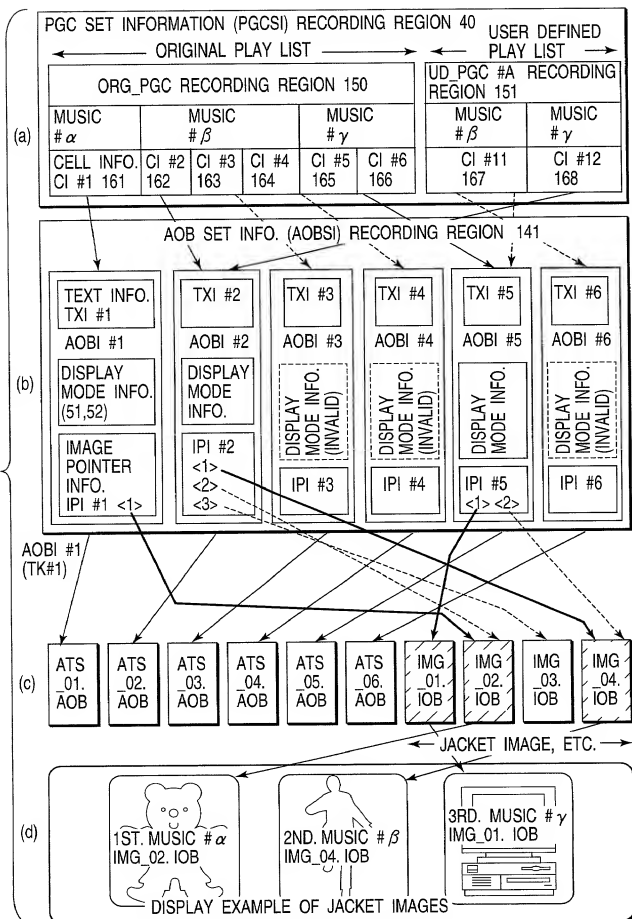 PGC SET INFORMATION (PGCSI) RECORDING REGION 40
ORIGINAL PLAY LIST
USER DEFINED
PLAY LIST
(a)
ORG_PGC RECORDING REGION 150
UD_PGC #A RECORDING
REGION 151
MUSIC
#α
MUSIC
#β
MUSIC
#γ
MUSIC
#β
MUSIC
#γ
CELL INFO.
CI #1 161
CI #2
162
CI #3
163
CI #4
164
CI #5
165
CI #6
166
CI #11
167
CI #12
168
AOB SET INFO. (AOBSI) RECORDING REGION 141
(b)
TEXT INFO.
TXI #1
AOBI #1
DISPLAY
MODE INFO.
(51,52)
IMAGE
POINTER
INFO.
IPI #1 <1>
TXI #2
AOBI #2
DISPLAY
MODE
INFO.
IPI #2
<1>
<2>
<3>
TXI #3
AOBI #3
DISPLAY
MODE INFO.
(INVALID)
IPI #3
TXI #4
AOBI #4
DISPLAY
MODE INFO.
(INVALID)
IPI #4
TXI #5
AOBI #5
DISPLAY
MODE INFO.
IPI #5
<1> <2>
TXI #6
AOBI #6
DISPLAY
MODE INFO.
(INVALID)
IPI #6
AOBI #1
(TK#1)
(c)
ATS
_01.
AOB
ATS
_02.
AOB
ATS
_03.
AOB
ATS
_04.
AOB
ATS
_05.
AOB
ATS
_06.
AOB
IMG
_01.
IOB
IMG
_02.
IOB
IMG
_03.
IOB
IMG
_04.
IOB
JACKET IMAGE, ETC.
(d)
1ST. MUSIC #α
IMG_02. IOB
2ND. MUSIC #β
IMG_04. IOB
3RD. MUSIC #γ
IMG_01. IOB
DISPLAY EXAMPLE OF JACKET IMAGES